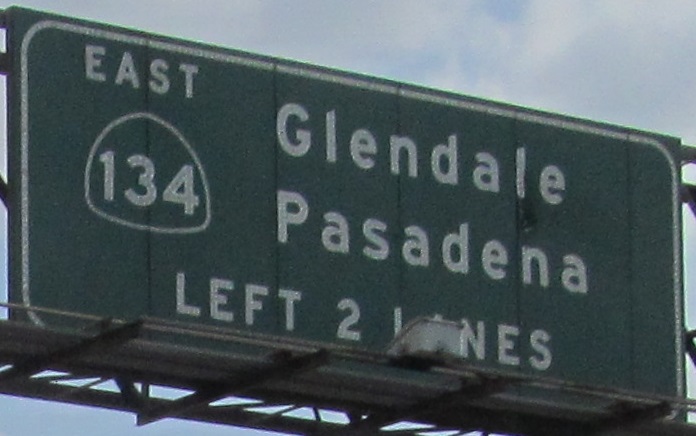 EAST
134
Glendale
Pasadena
LEFT 2 LANES